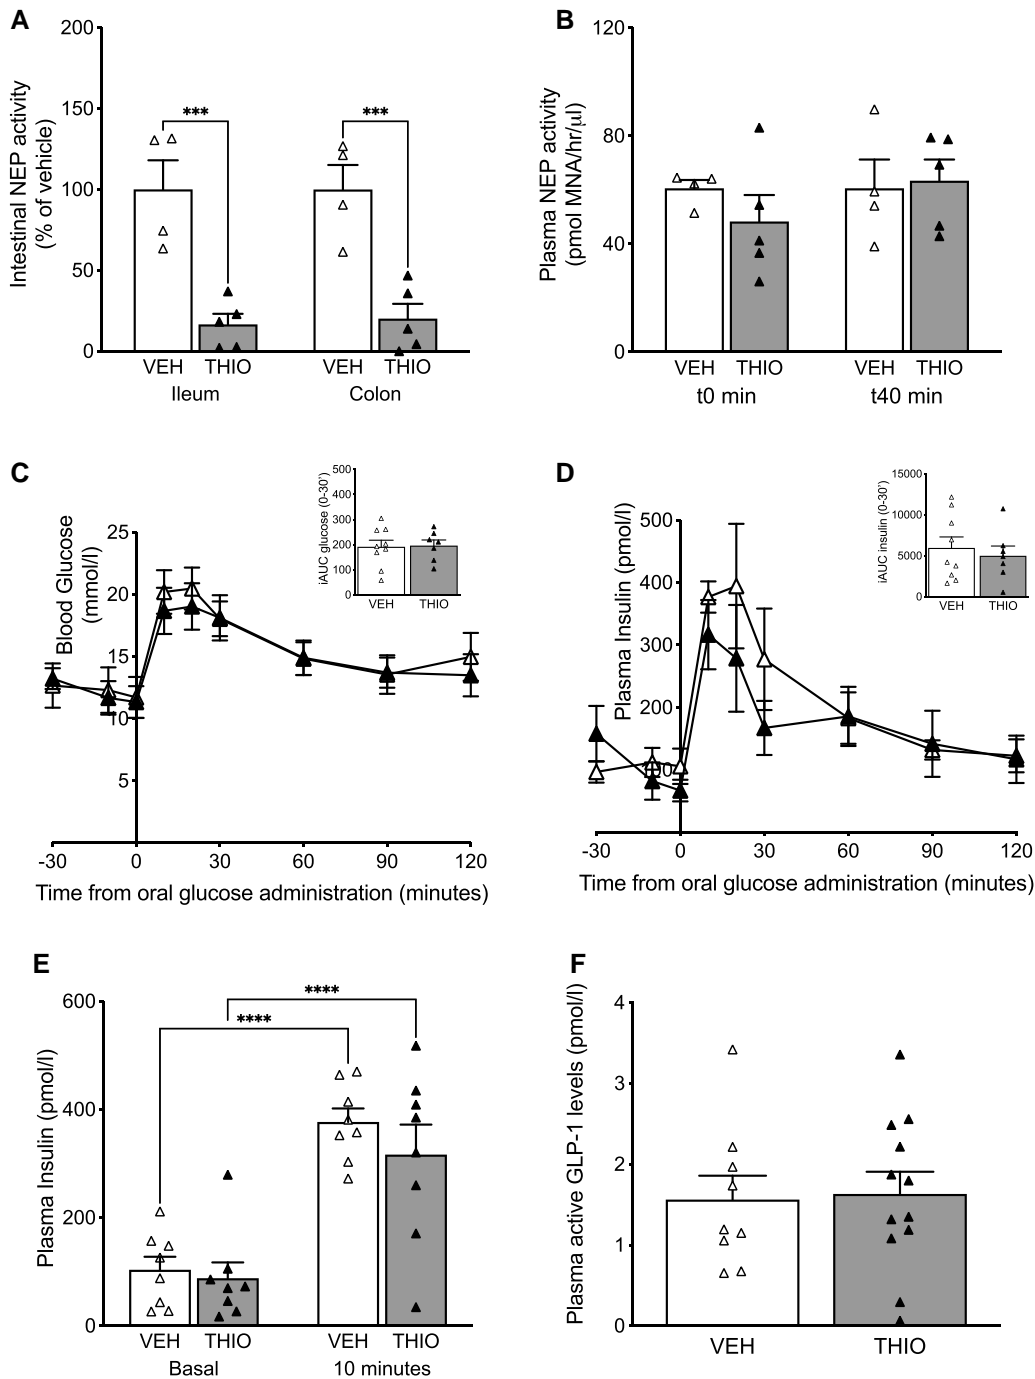 A
Intestinal NEP activity
(% of vehicle)
200
150
100
50
0
***
***
VEH THIO VEH THIO
Ileum Colon
B
Plasma NEP activity
(pmol MNA/hr/µl)
120
80
40
0
VEH THIO VEH THIO
t0 min t40 min
C
Blood Glucose
(mmol/l)
25
20
15
10
5
-30 0 30 60 90 120
Time from oral glucose administration (minutes)
iAUC glucose (0-30')
500
400
300
200
100
0
VEH THIO
D
Plasma Insulin (pmol/l)
500
400
300
200
100
-30 0 30 60 90 120
Time from oral glucose administration (minutes)
iAUC insulin (0-30')
15000
10000
5000
0
VEH THIO
E
Plasma Insulin (pmol/l)
600
400
200
0
****
****
VEH THIO VEH THIO
Basal 10 minutes
F
Plasma active GLP-1 levels (pmol/l)
4
3
2
1
0
VEH THIO